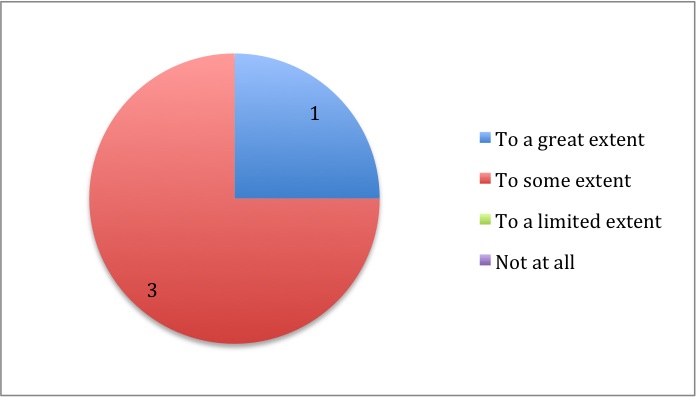 1
3
To a great extent
To some extent
To a limited extent
Not at all